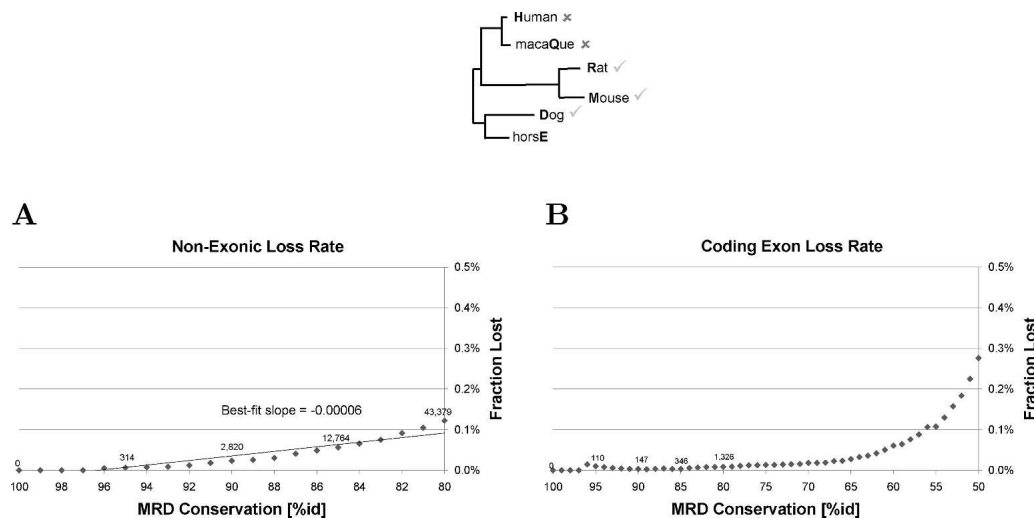 Human ✖
macaQue ✖
Rat ✓
Mouse ✓
Dog ✓
horsE
A
Non-Exonic Loss Rate
0.5%
0.4%
0.3%
0.2%
0.1%
0.0%
Fraction Lost
Best-fit slope = -0.00006
0
314
2,820
12,764
43,379
100 98 96 94 92 90 88 86 84 82 80
MRD Conservation [%id]
B
Coding Exon Loss Rate
0.5%
0.4%
0.3%
0.2%
0.1%
0.0%
Fraction Lost
0
110
147
346
1,326
100 95 90 85 80 75 70 65 60 55 50
MRD Conservation [%id]